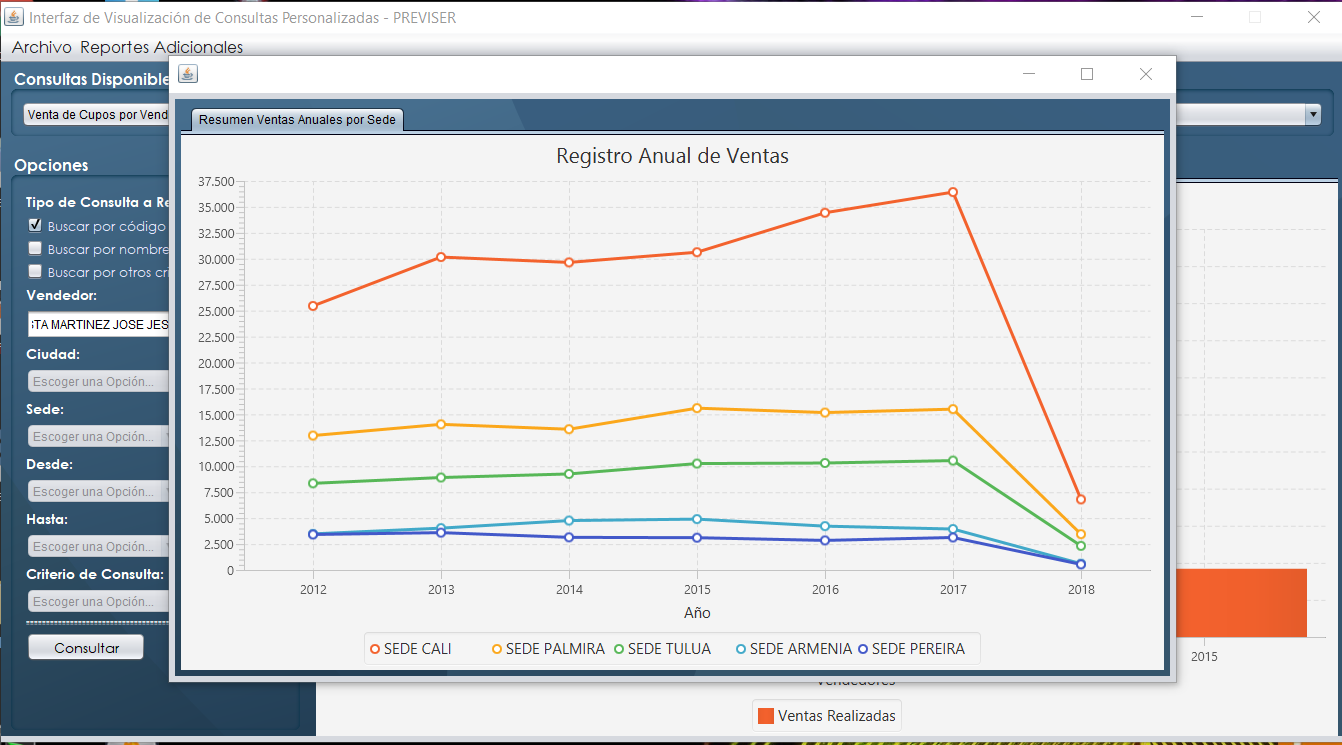 Interfaz de Visualización de Consultas Personalizadas - PREVISER
Archivo Reportes Adicionales
Consultas Disponible
Venta de Cupos por Vend
Opciones
Tipo de Consulta a Re
Buscar por código
Buscar por nombre
Buscar por otros cri
Vendedor:
STA MARTINEZ JOSE JES
Ciudad:
Escoger una Opción...
Sede:
Escoger una Opción...
Desde:
Escoger una Opción...
Hasta:
Escoger una Opción...
Criterio de Consulta:
Escoger una Opción...
Consultar
Resumen Ventas Anuales por Sede
Registro Anual de Ventas
37.500
35.000
32.500
30.000
27.500
25.000
22.500
20.000
17.500
15.000
12.500
10.000
7.500
5.000
2.500
0
2012 2013 2014 2015 2016 2017 2018
Año
SEDE CALI SEDE PALMIRA SEDE TULUA SEDE ARMENIA SEDE PEREIRA
2015
Vendedores
Ventas Realizadas